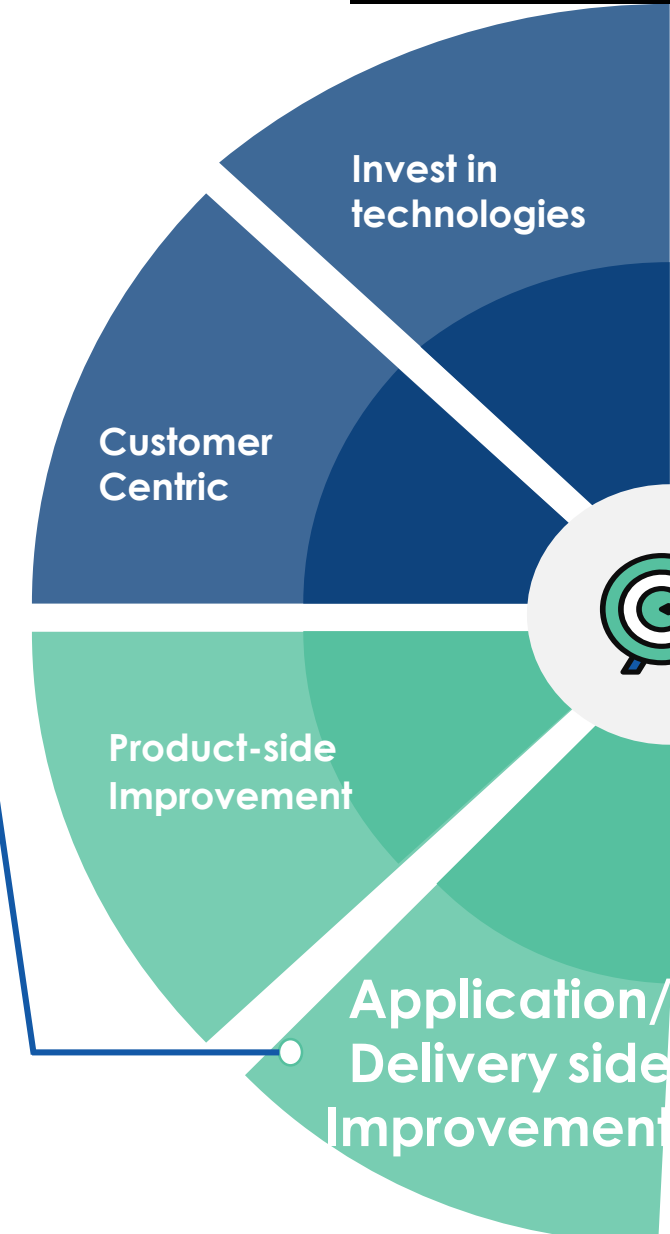 Invest in
technologies
Customer
Centric
Product-side
Improvement
Application/
Delivery side
Improvement